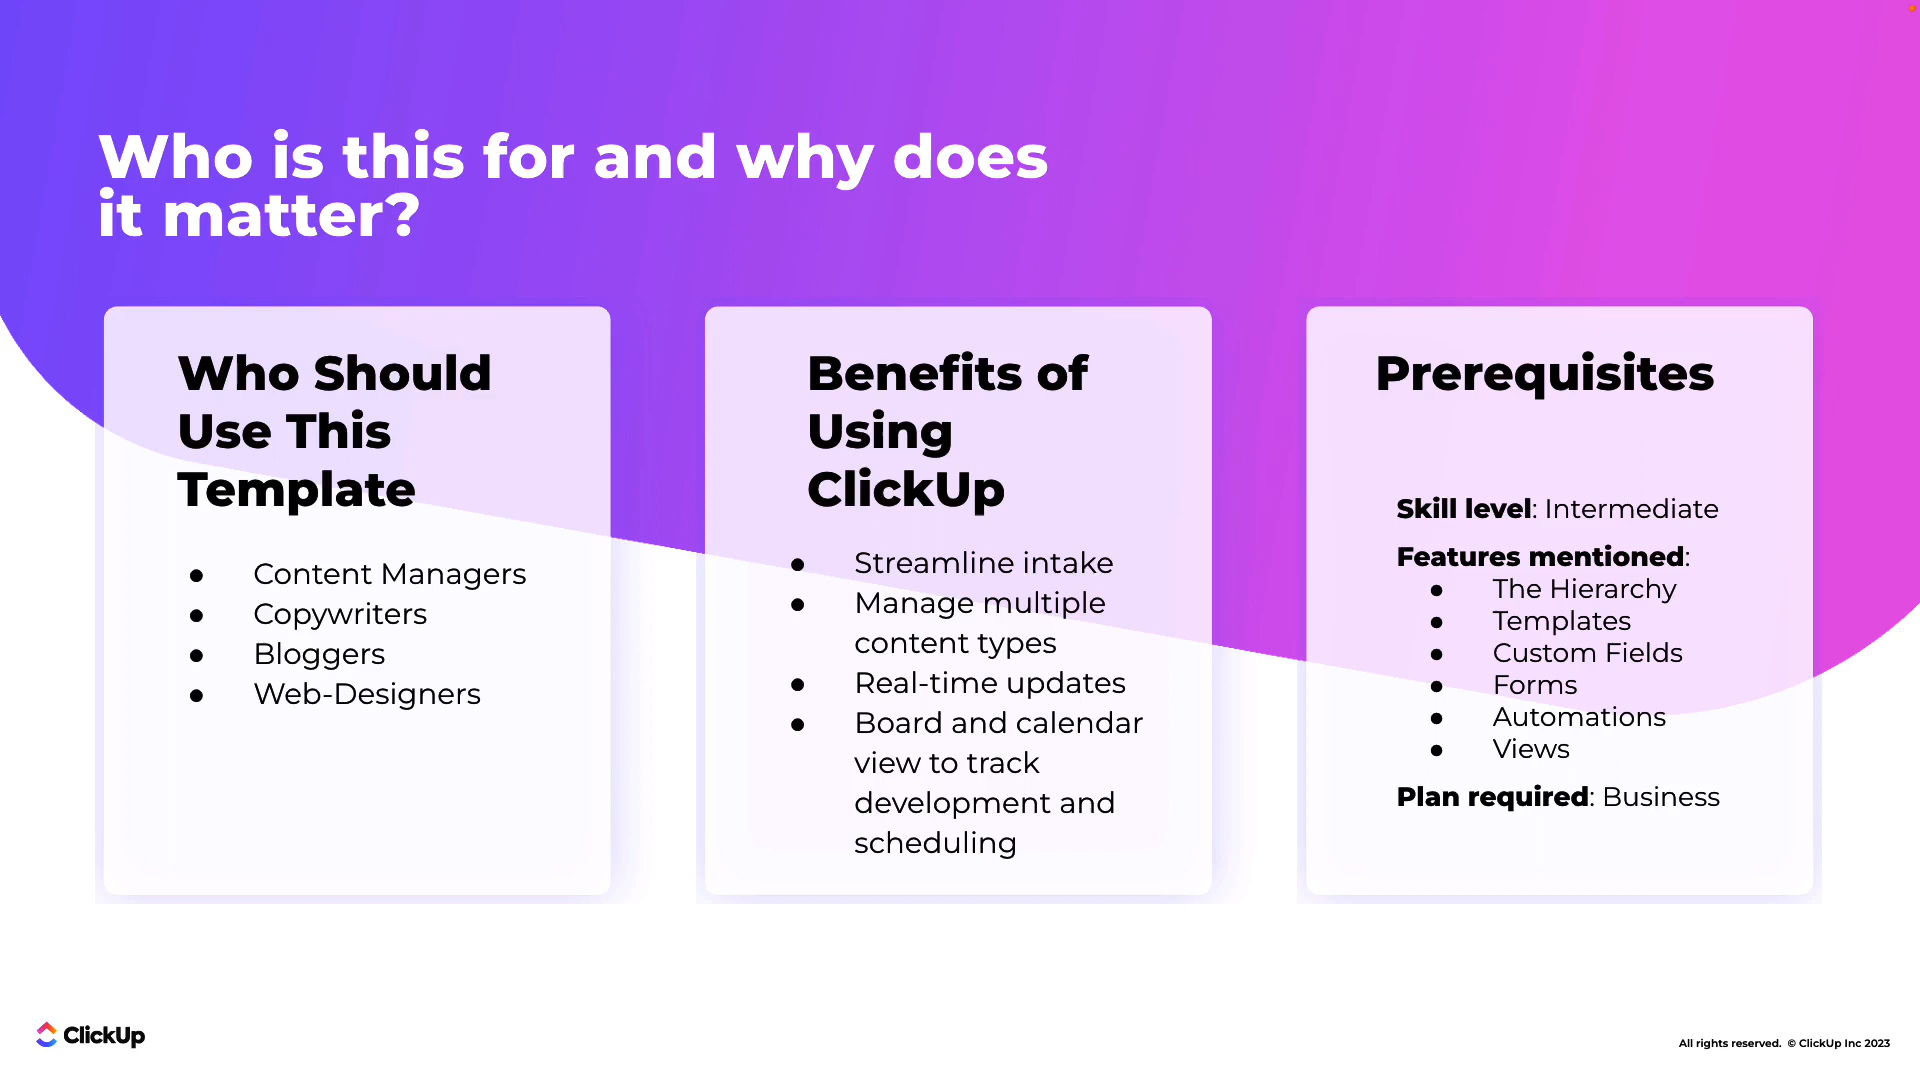 Who is this for and why does
it matter?
Who Should
Use This
Template
● Content Managers
● Copywriters
● Bloggers
● Web-Designers
Benefits of
Using
ClickUp
● Streamline intake
● Manage multiple
content types
● Real-time updates
● Board and calendar
view to track
development and
scheduling
Prerequisites
Skill level: Intermediate
Features mentioned:
● The Hierarchy
● Templates
● Custom Fields
● Forms
● Automations
● Views
Plan required: Business
ClickUp
All rights reserved. © ClickUp Inc 2023